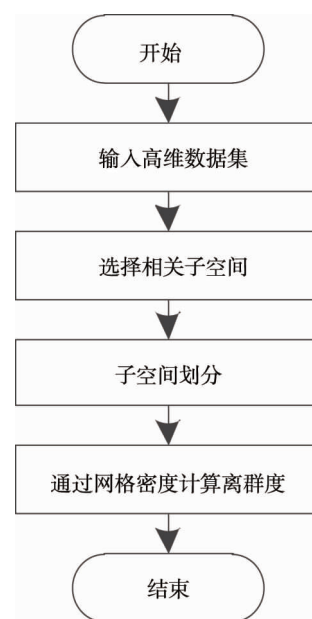 开始
输入高维数据集
选择相关子空间
子空间划分
通过网格密度计算离群度
结束